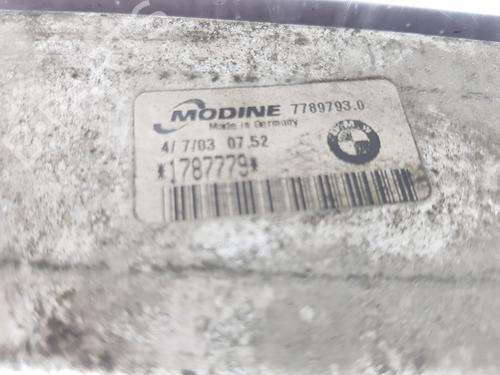 MODINE 7789793.0
Made in Germany
4/ 7/03 07.52
BMW
*1787779*